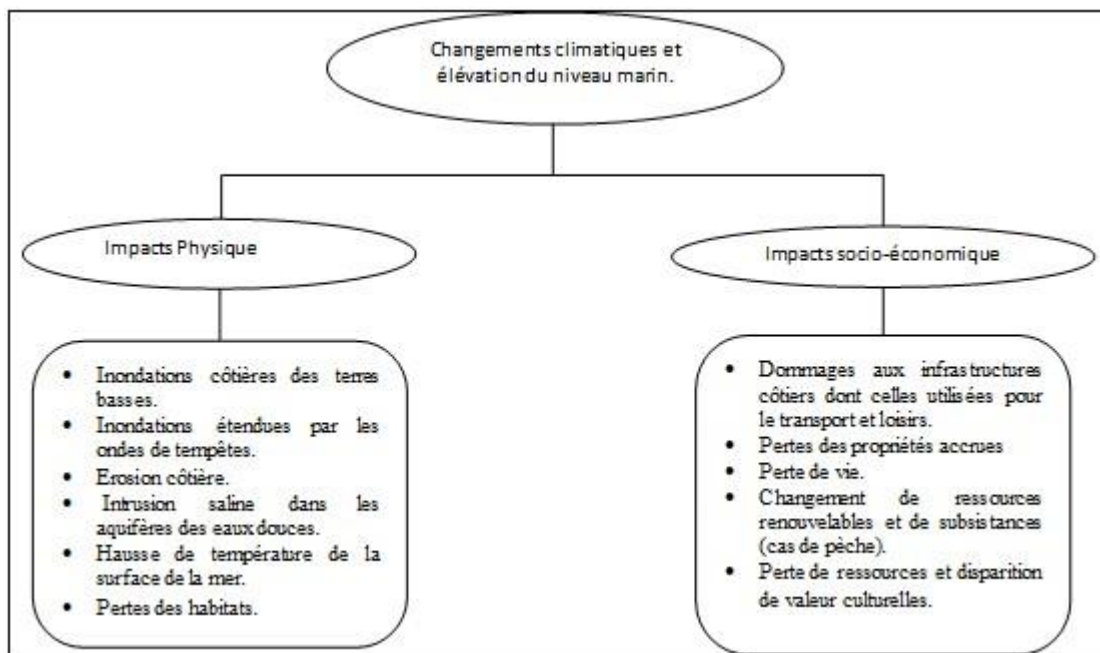 Changements climatiques et
élévation du niveau marin.
Impacts Physique
Impacts socio-économique
• Inondations côtières des terres
basses.
• Inondations étendues par les
ondes de tempêtes.
• Erosion côtière.
• Intrusion saline dans les
aquifères des eaux douces.
• Hausse de température de la
surface de la mer.
• Pertes des habitats.
• Dommages aux infrastructures
côtiers dont celles utilisées pour
le transport et loisirs.
• Pertes des propriétés accrues
• Perte de vie.
• Changement de ressources
renouvelables et de subsistances
(cas de pèche).
• Perte de ressources et disparition
de valeur culturelles.